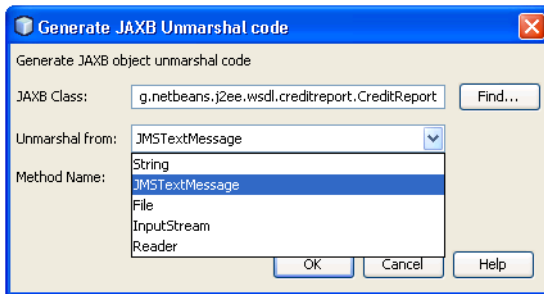 Generate JAXB Unmarshal code
Generate JAXB object unmarshal code
JAXB Class: g.netbeans.j2ee.wsdl.creditreport.CreditReport Find...
Unmarshal from: JMSTextMessage
String
Method Name: JMSTextMessage
File
InputStream
Reader
OK Cancel Help